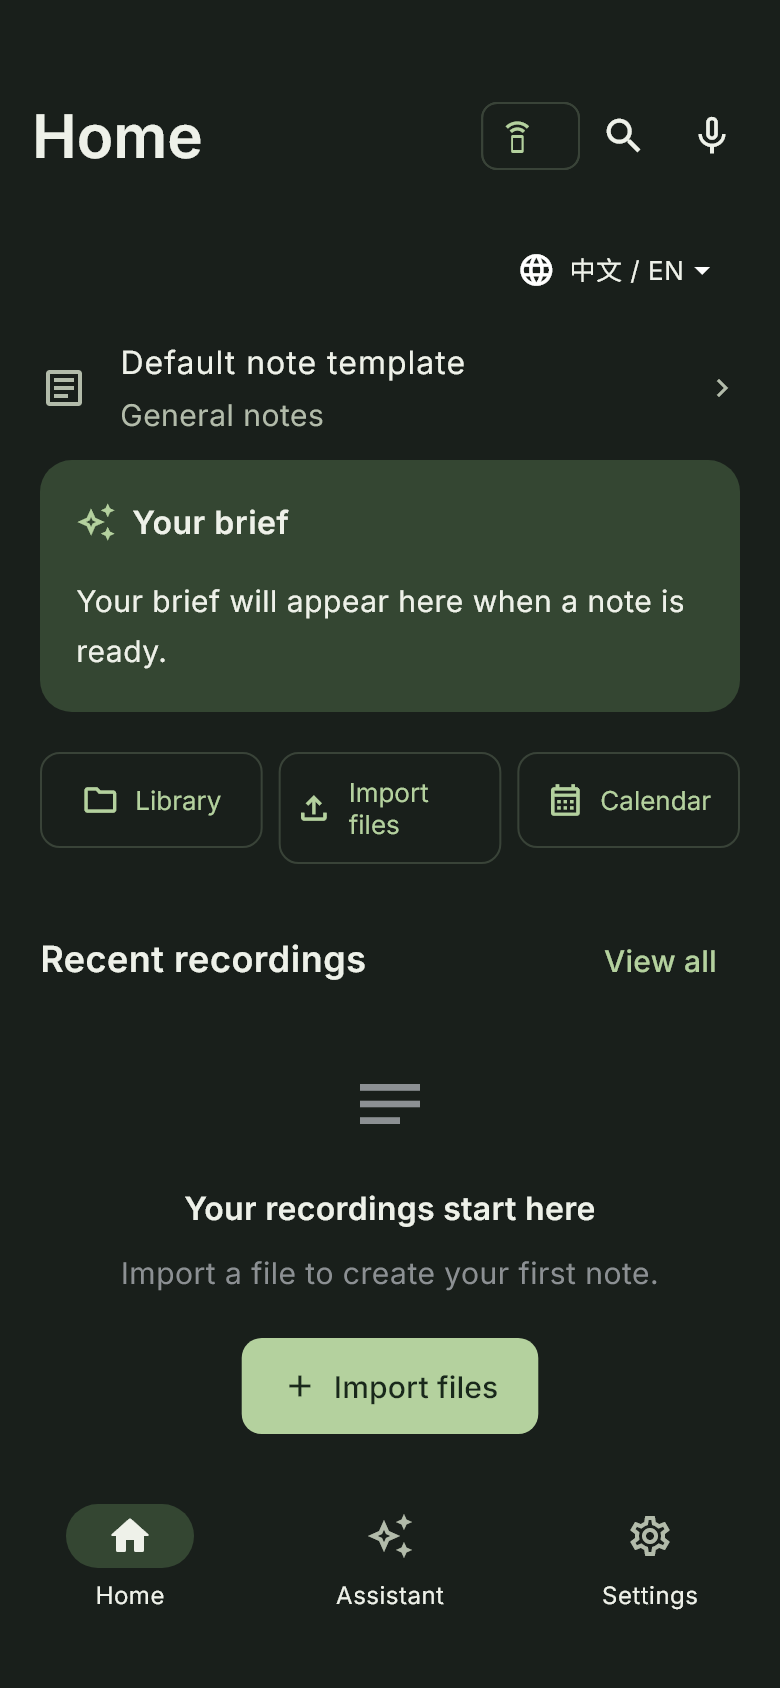 Home
中文 / EN
Default note template
General notes
Your brief
Your brief will appear here when a note is
ready.
Library
Import
files
Calendar
Recent recordings
View all
Your recordings start here
Import a file to create your first note.
+ Import files
Home
Assistant
Settings